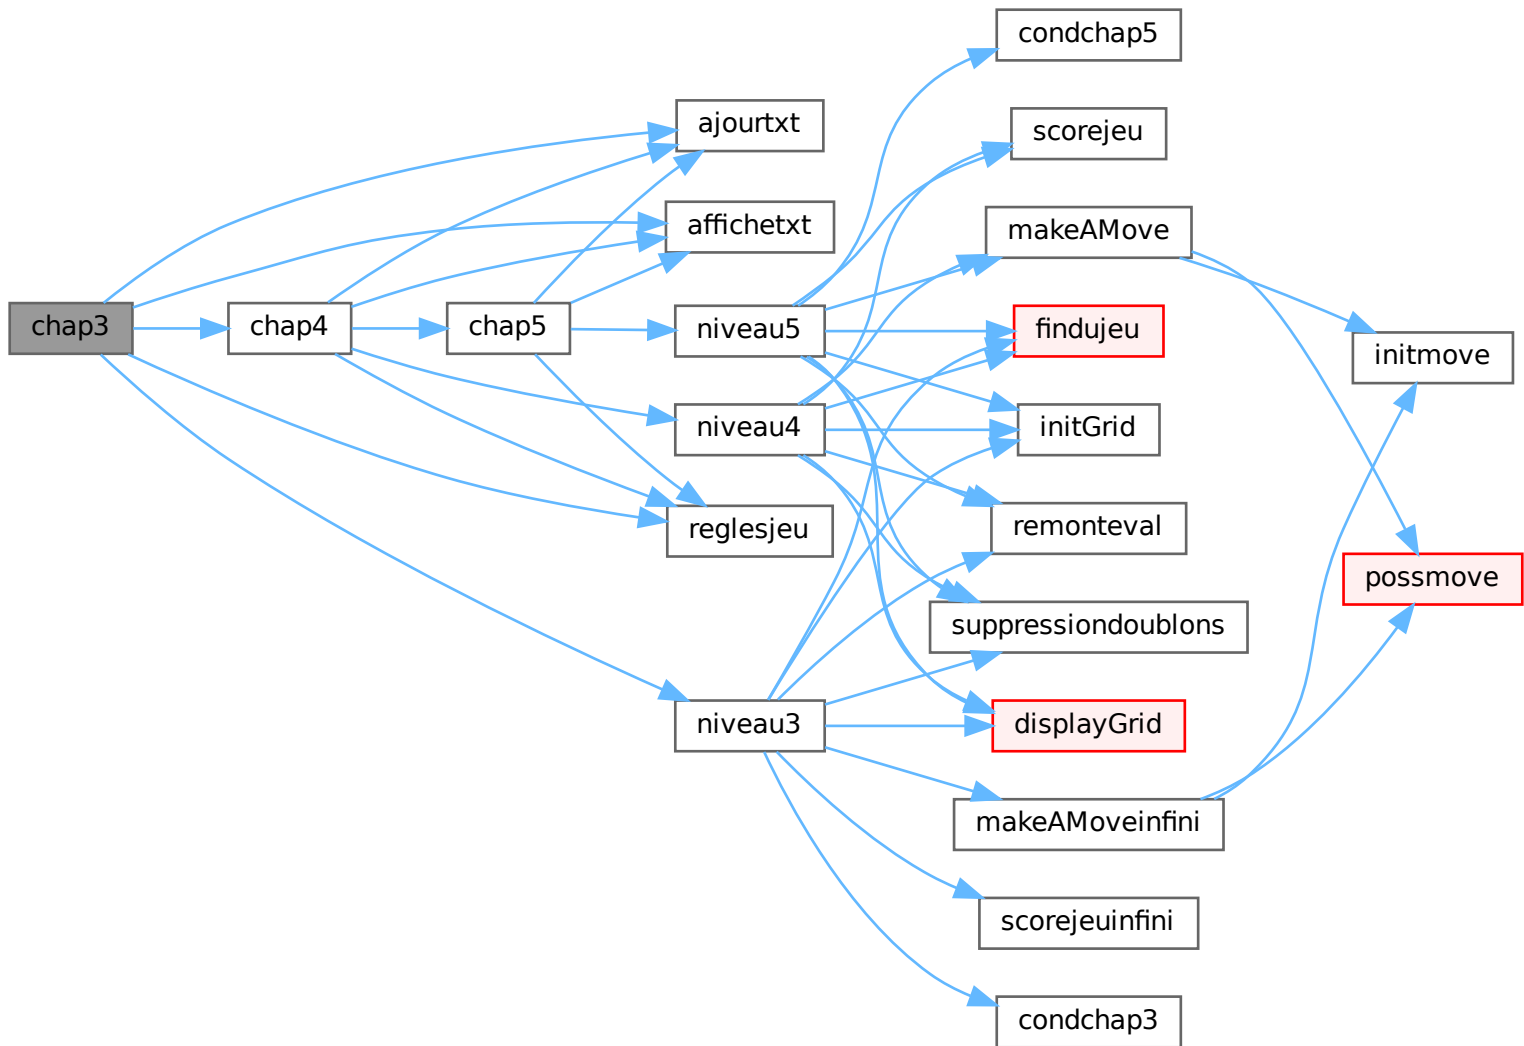 chap3
chap4
chap5
ajourtxt
affichetxt
niveau5
niveau4
reglesjeu
niveau3
condchap5
scorejeu
makeAMove
findujeu
initGrid
remonteval
suppressiondoublons
displayGrid
makeAMoveinfini
scorejeuinfini
condchap3
initmove
possmove